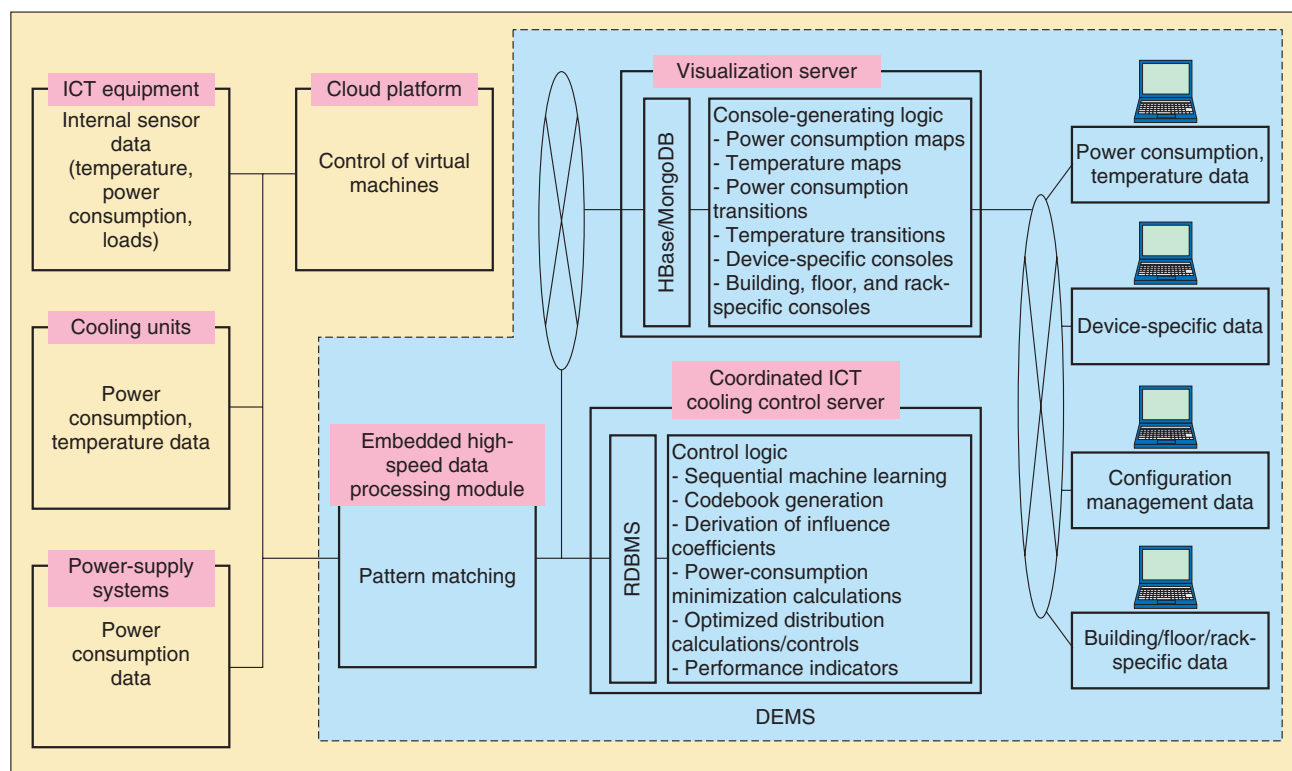 ICT equipment
Internal sensor
data
(temperature,
power
consumption,
loads)
Cloud platform
Control of virtual
machines
Cooling units
Power
consumption,
temperature data
Power-supply
systems
Power
consumption
data
Embedded high-
speed data
processing module
Pattern matching
Visualization server
HBase/MongoDB
Console-generating logic
- Power consumption maps
- Temperature maps
- Power consumption
transitions
- Temperature transitions
- Device-specific consoles
- Building, floor, and rack-
specific consoles
Coordinated ICT
cooling control server
RDBMS
Control logic
- Sequential machine learning
- Codebook generation
- Derivation of influence
coefficients
- Power-consumption
minimization calculations
- Optimized distribution
calculations/controls
- Performance indicators
DEMS
Power consumption,
temperature data
Device-specific data
Configuration
management data
Building/floor/rack-
specific data